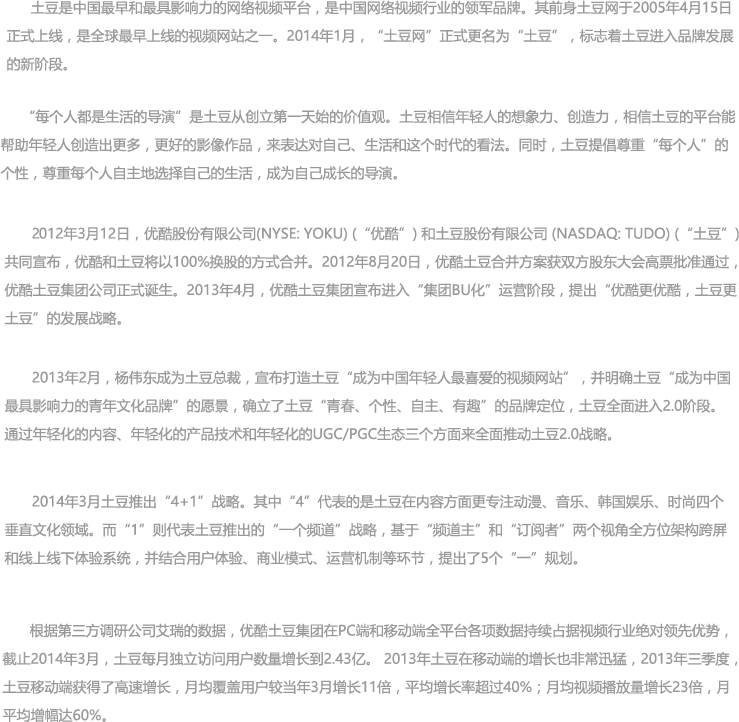 土豆是中国最早和最具影响力的网络视频平台，是中国网络视频行业的领军品牌。其前身土豆网于2005年4月15日
正式上线，是全球最早上线的视频网站之一。2014年1月，“土豆网”正式更名为“土豆”，标志着土豆进入品牌发展
的新阶段。
“每个人都是生活的导演”是土豆从创立第一天始的价值观。土豆相信年轻人的想象力、创造力，相信土豆的平台能
帮助年轻人创造出更多，更好的影像作品，来表达对自己、生活和这个时代的看法。同时，土豆提倡尊重“每个人”的
个性，尊重每个人自主地选择自己的生活，成为自己成长的导演。
2012年3月12日，优酷股份有限公司(NYSE: YOKU) (“优酷”) 和土豆股份有限公司 (NASDAQ: TUDO) (“土豆”)
共同宣布，优酷和土豆将以100%换股的方式合并。2012年8月20日，优酷土豆合并方案获双方股东大会高票批准通过，
优酷土豆集团公司正式诞生。2013年4月，优酷土豆集团宣布进入“集团BU化”运营阶段，提出“优酷更优酷，土豆更
土豆”的发展战略。
2013年2月，杨伟东成为土豆总裁，宣布打造土豆“成为中国年轻人最喜爱的视频网站”，并明确土豆“成为中国
最具影响力的青年文化品牌”的愿景，确立了土豆“青春、个性、自主、有趣”的品牌定位，土豆全面进入2.0阶段。
通过年轻化的内容、年轻化的产品技术和年轻化的UGC/PGC生态三个方面来全面推动土豆2.0战略。
2014年3月土豆推出“4+1”战略。其中“4”代表的是土豆在内容方面更专注动漫、音乐、韩国娱乐、时尚四个
垂直文化领域。而“1”则代表土豆推出的“一个频道”战略，基于“频道主”和“订阅者”两个视角全方位架构跨屏
和线上线下体验系统，并结合用户体验、商业模式、运营机制等环节，提出了5个“一”规划。
根据第三方调研公司艾瑞的数据，优酷土豆集团在PC端和移动端全平台各项数据持续占据视频行业绝对领先优势，
截止2014年3月，土豆每月独立访问用户数量增长到2.43亿。 2013年土豆在移动端的增长也非常迅猛，2013年三季度，
土豆移动端获得了高速增长，月均覆盖用户较当年3月增长11倍，平均增长率超过40%；月均视频播放量增长23倍，月
平均增幅达60%。